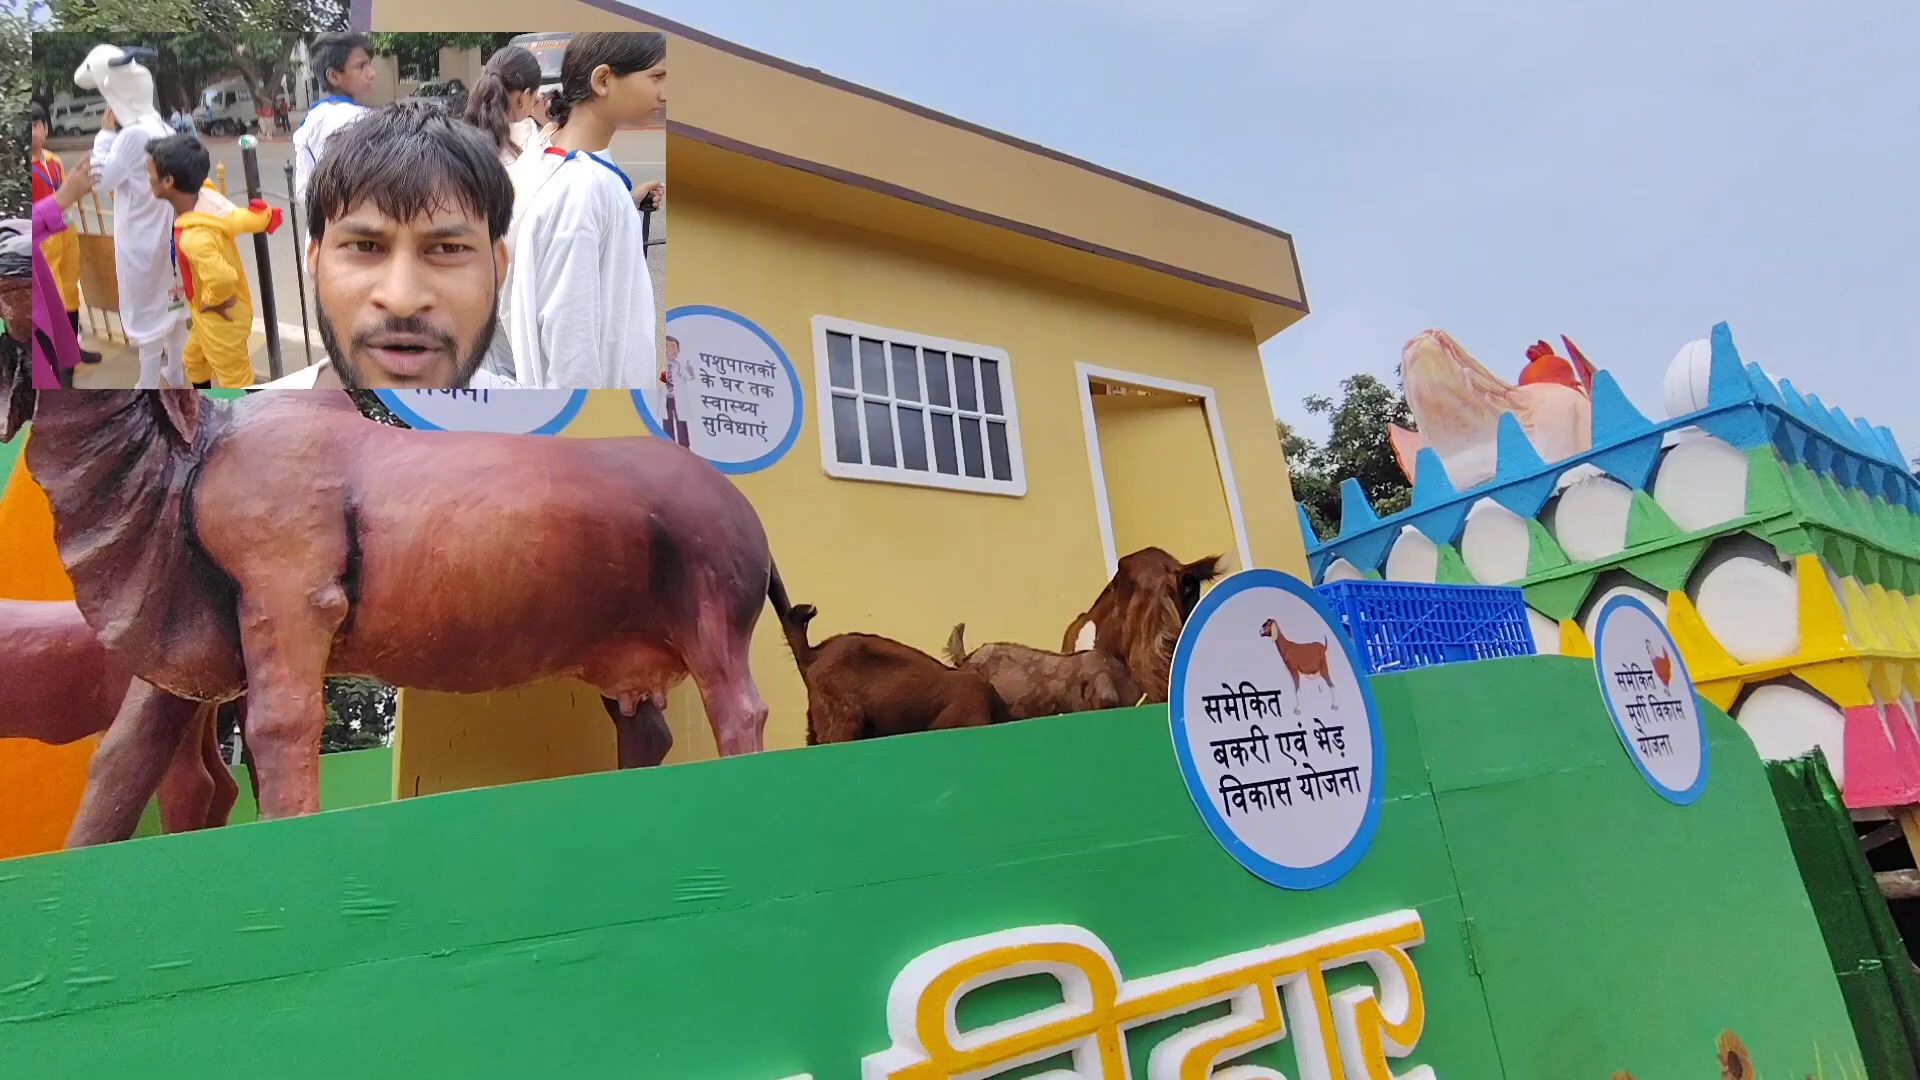 पशुपालकों
के घर तक
स्वास्थ्य
सुविधाएं
समेकित
बकरी एवं भेड़
विकास योजना
समेकित
मुर्गी विकास
योजना
बिहार